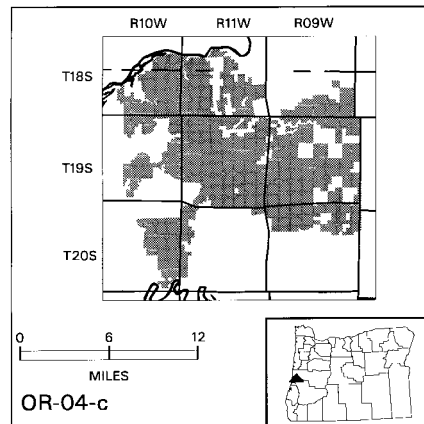 R10W R11W R09W
T18S
T19S
T20S
0 6 12
MILES
OR-04-c